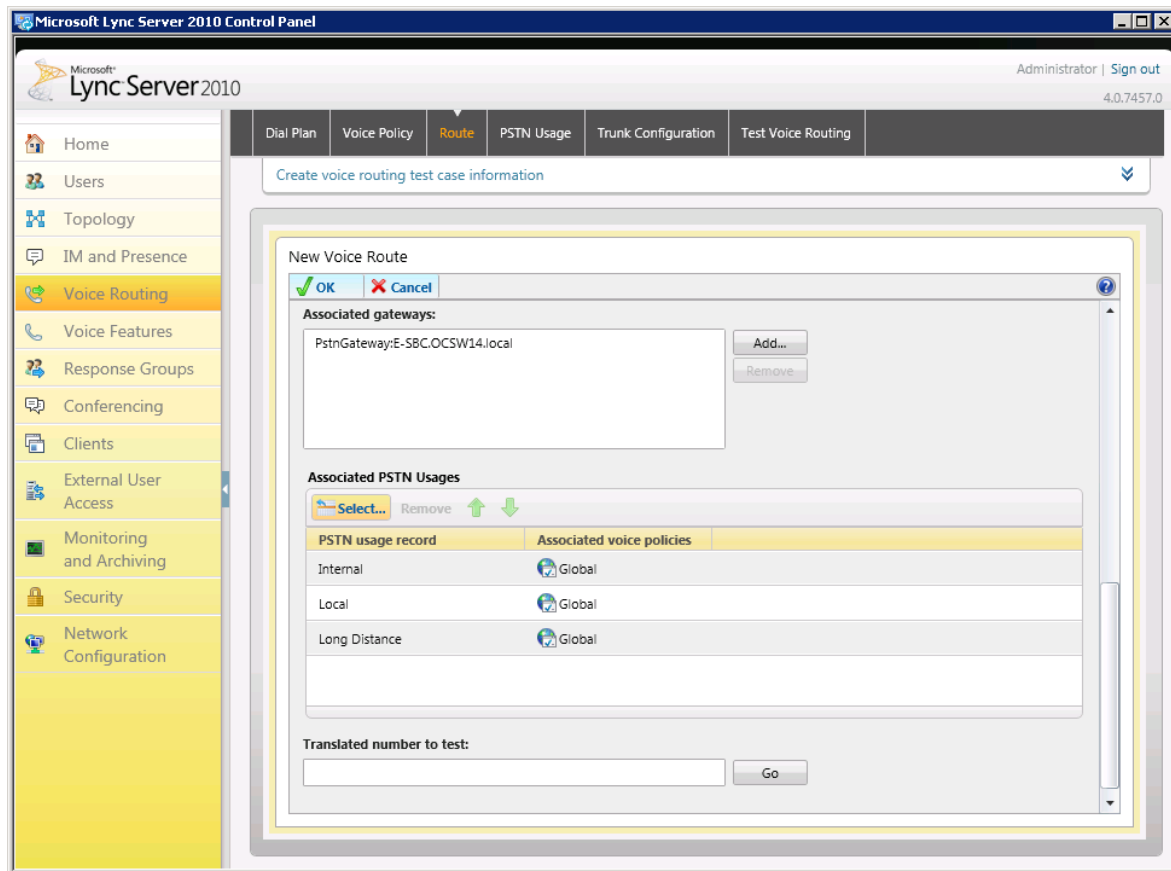 Microsoft Lync Server 2010 Control Panel
Microsoft®
Lync Server 2010
Administrator | Sign out
4.0.7457.0
Home
Users
Topology
IM and Presence
Voice Routing
Voice Features
Response Groups
Conferencing
Clients
External User
Access
Monitoring
and Archiving
Security
Network
Configuration
Dial Plan Voice Policy Route PSTN Usage Trunk Configuration Test Voice Routing
Create voice routing test case information
New Voice Route
OK Cancel
Associated gateways:
PstnGateway:E-SBC.OCSW14.local
Add...
Remove
Associated PSTN Usages
Select... Remove
PSTN usage record Associated voice policies
Internal Global
Local Global
Long Distance Global
Translated number to test:
Go